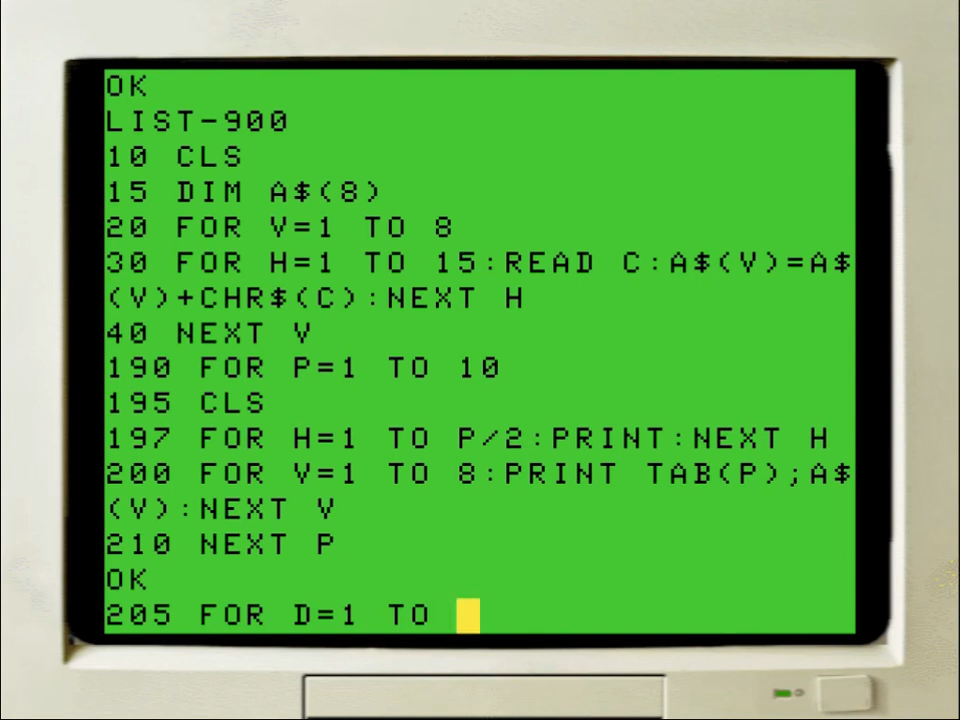 OK
LIST-900
10 CLS
15 DIM A$(8)
20 FOR V=1 TO 8
30 FOR H=1 TO 15:READ C:A$(V)=A$
(V)+CHR$(C):NEXT H
40 NEXT V
190 FOR P=1 TO 10
195 CLS
197 FOR H=1 TO P/2:PRINT:NEXT H
200 FOR V=1 TO 8:PRINT TAB(P);A$
(V):NEXT V
210 NEXT P
OK
205 FOR D=1 TO